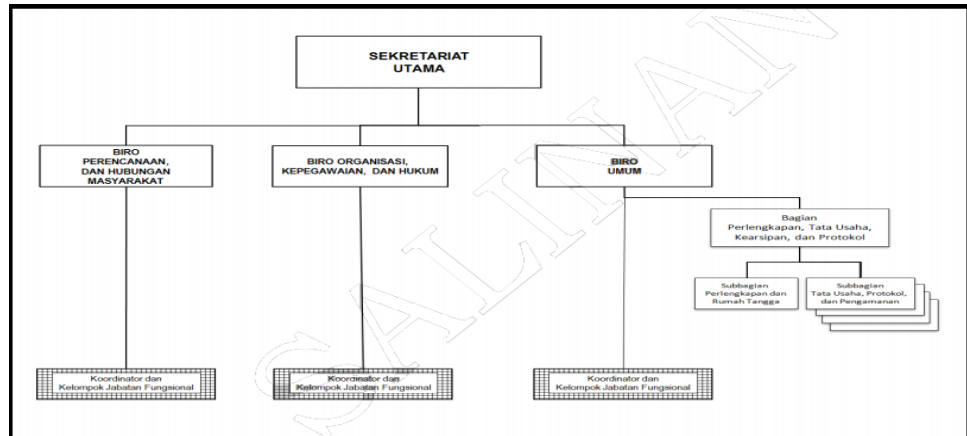 SEKRETARIAT
UTAMA
BIRO
PERENCANAAN,
DAN HUBUNGAN
MASYARAKAT
BIRO ORGANISASI,
KEPEGAWAIAN, DAN HUKUM
BIRO
UMUM
Bagian
Perlengkapan, Tata Usaha,
Kearsipan, dan Protokol
Subbagian
Perlengkapan dan
Rumah Tangga
Subbagian
Tata Usaha, Protokol,
dan Pengamanan
Koordinator dan
Kelompok Jabatan Fungsional
Koordinator dan
Kelompok Jabatan Fungsional
Koordinator dan
Kelompok Jabatan Fungsional
SALINAN